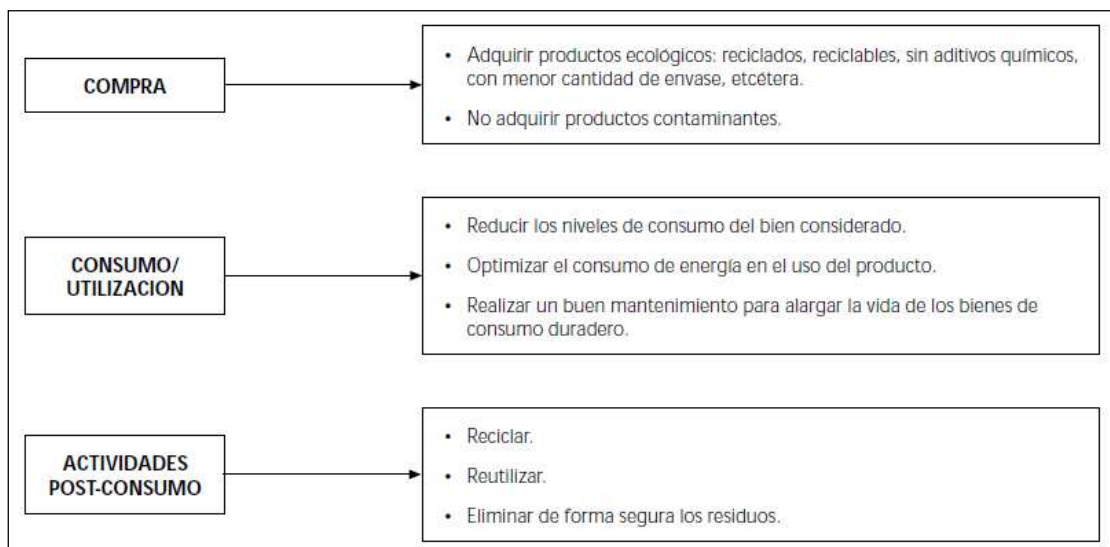 COMPRA
• Adquirir productos ecológicos: reciclados, reciclables, sin aditivos químicos,
con menor cantidad de envase, etcétera.
• No adquirir productos contaminantes.
CONSUMO/
UTILIZACION
• Reducir los niveles de consumo del bien considerado.
• Optimizar el consumo de energía en el uso del producto.
• Realizar un buen mantenimiento para alargar la vida de los bienes de
consumo duradero.
ACTIVIDADES
POST-CONSUMO
• Reciclar.
• Reutilizar.
• Eliminar de forma segura los residuos.